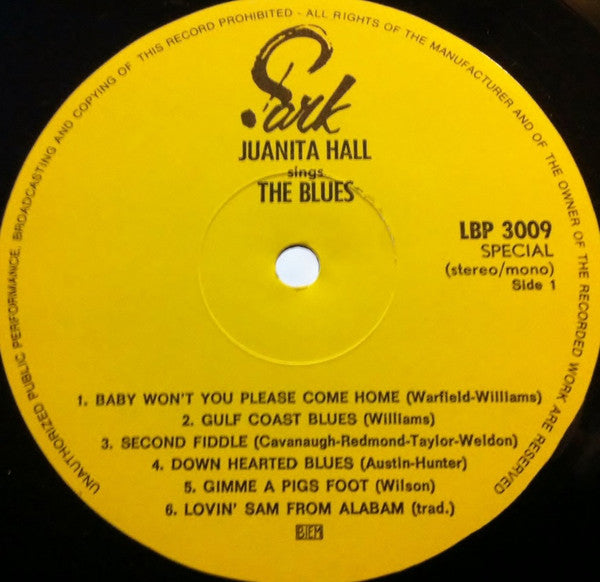 UNAUTHORIZED PUBLIC PERFORMANCE, BROADCASTING AND COPYING OF THIS RECORD PROHIBITED - ALL RIGHTS OF THE MANUFACTURER AND OF THE OWNER OF THE RECORDED WORK ARE RESERVED
Park
JUANITA HALL
sings
THE BLUES
LBP 3009
SPECIAL
(stereo/mono)
Side 1
1. BABY WON'T YOU PLEASE COME HOME (Warfield-Williams)
2. GULF COAST BLUES (Williams)
3. SECOND FIDDLE (Cavanaugh-Redmond-Taylor-Weldon)
4. DOWN HEARTED BLUES (Austin-Hunter)
5. GIMME A PIGS FOOT (Wilson)
6. LOVIN' SAM FROM ALABAM (trad.)
BIEM